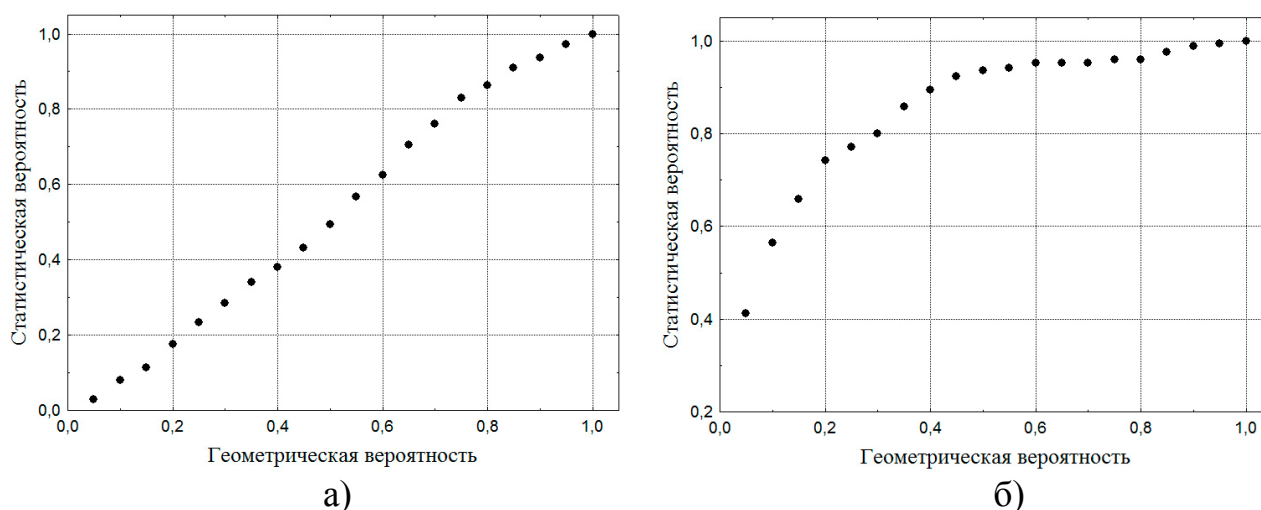 Статистическая вероятность
1,0
0,8
0,6
0,4
0,2
0,0
0,0 0,2 0,4 0,6 0,8 1,0
Геометрическая вероятность
а)
Статистическая вероятность
1,0
0,8
0,6
0,4
0,2
0,0 0,2 0,4 0,6 0,8 1,0
Геометрическая вероятность
б)